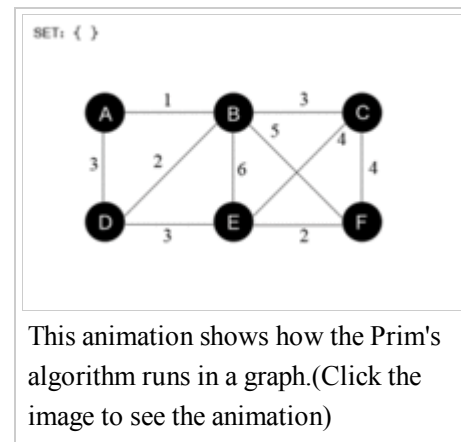 SET: { }
A 1 B 3 C
3 2 6 5 4 4
D 3 E 2 F
This animation shows how the Prim's
algorithm runs in a graph.(Click the
image to see the animation)